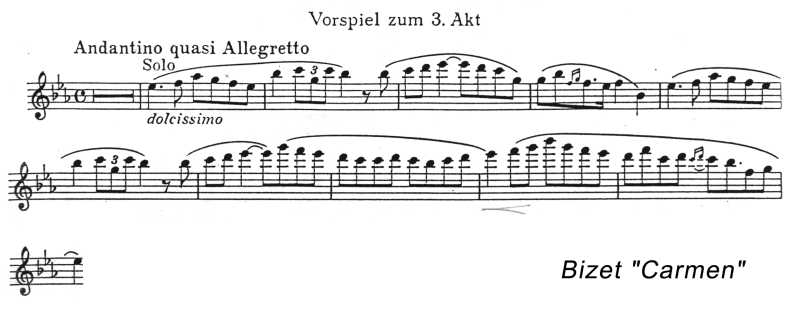 Vorspiel zum 3. Akt
Andantino quasi Allegretto
Solo
3
dolcissimo
3
Bizet "Carmen"